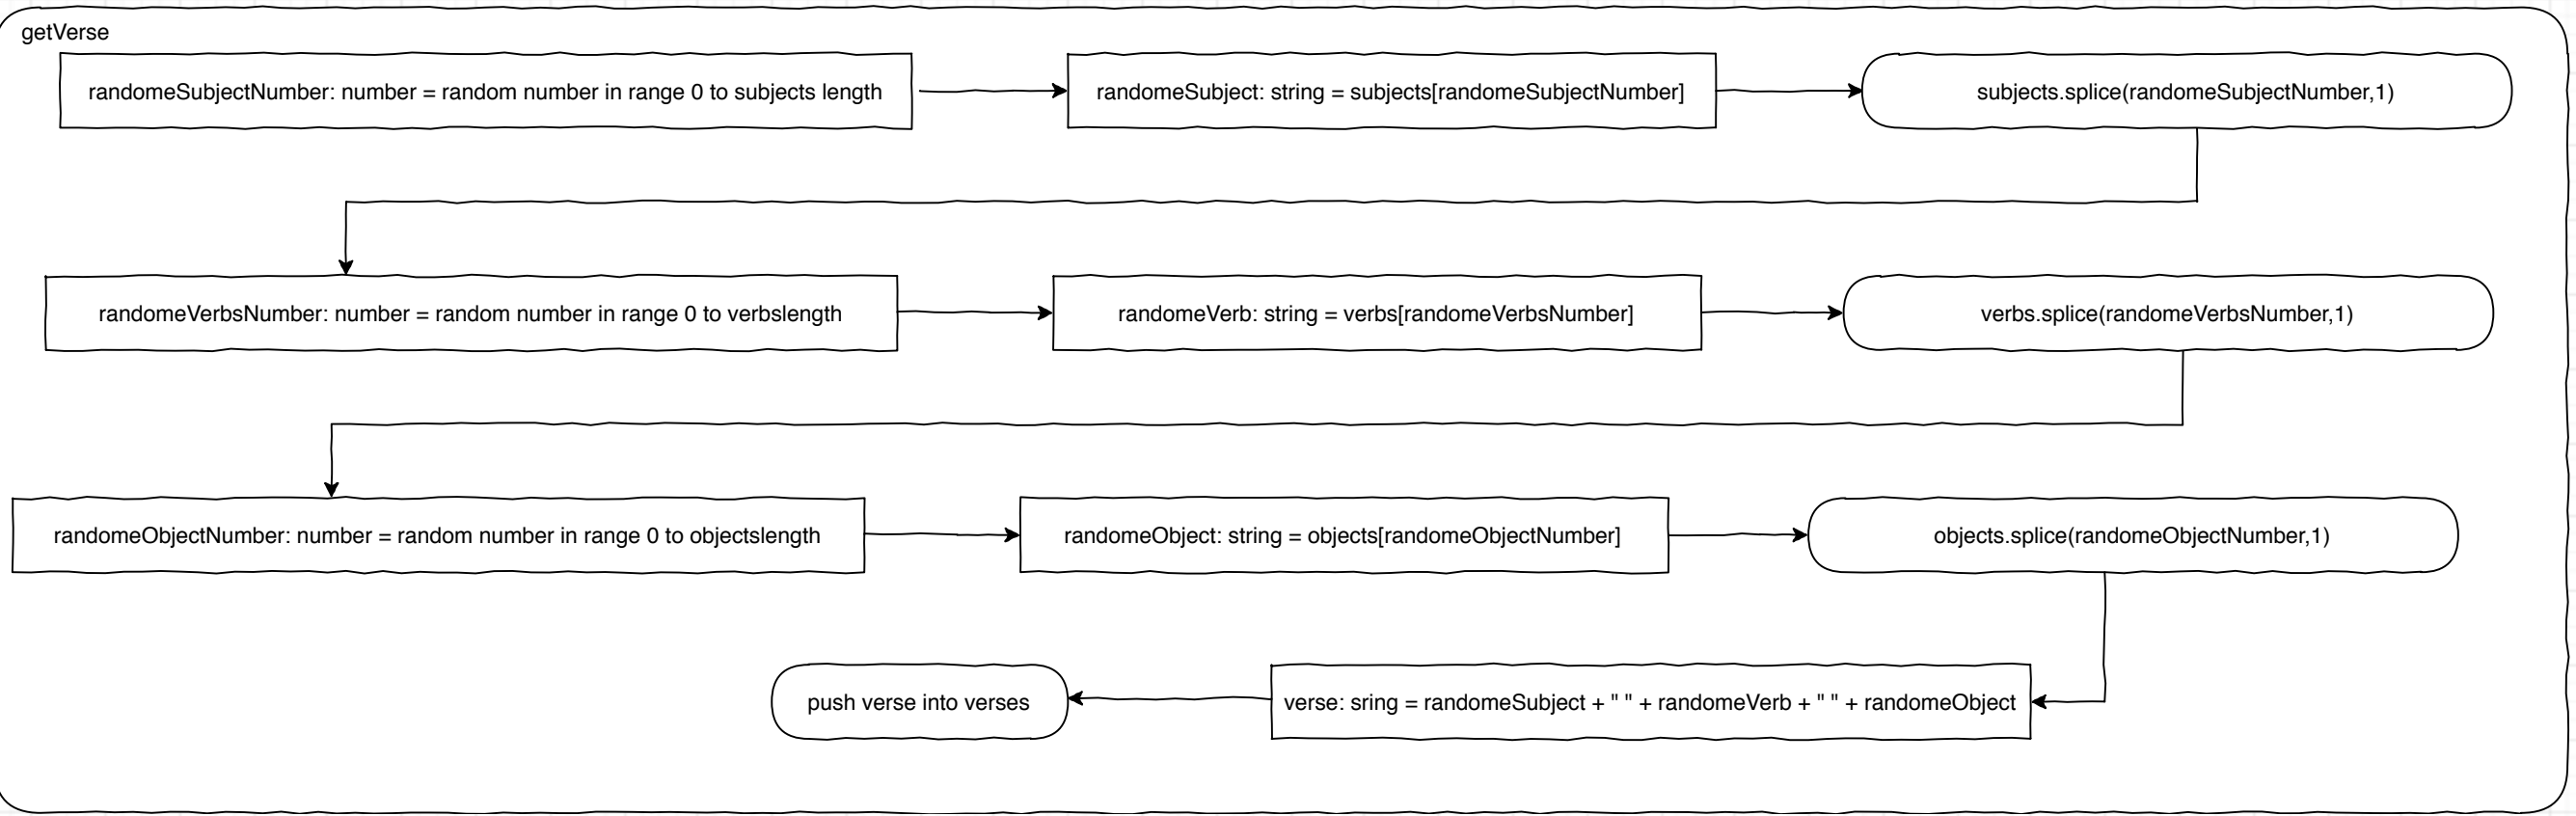 getVerse
randomeSubjectNumber: number = random number in range 0 to subjects length
randomeSubject: string = subjects[randomeSubjectNumber]
subjects.splice(randomeSubjectNumber,1)
randomeVerbsNumber: number = random number in range 0 to verbslength
randomeVerb: string = verbs[randomeVerbsNumber]
verbs.splice(randomeVerbsNumber,1)
randomeObjectNumber: number = random number in range 0 to objectslength
randomeObject: string = objects[randomeObjectNumber]
objects.splice(randomeObjectNumber,1)
verse: sring = randomeSubject + " " + randomeVerb + " " + randomeObject
push verse into verses